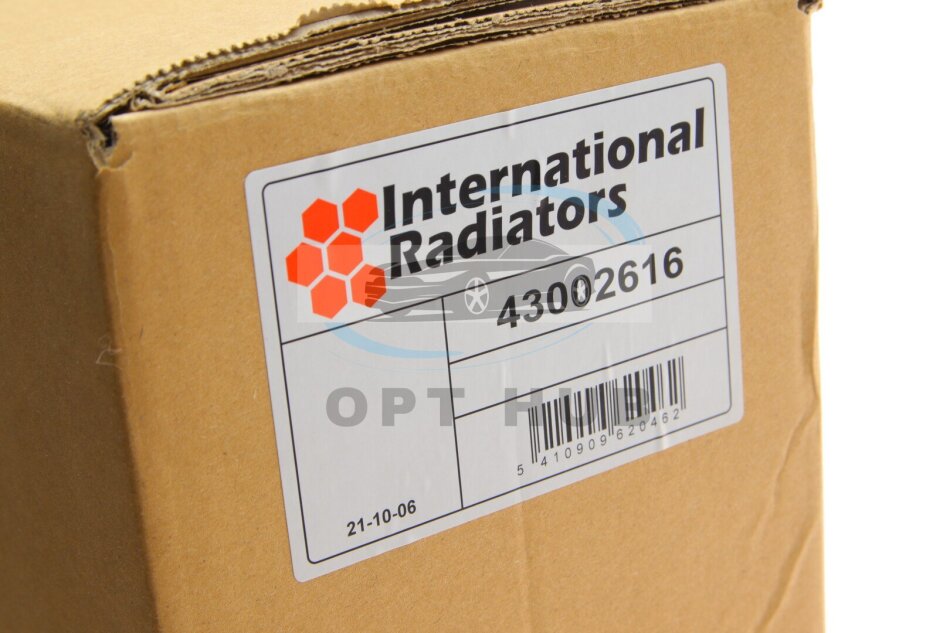 International
Radiators
43002616
OPT HUB
5 410909 620462
21-10-06